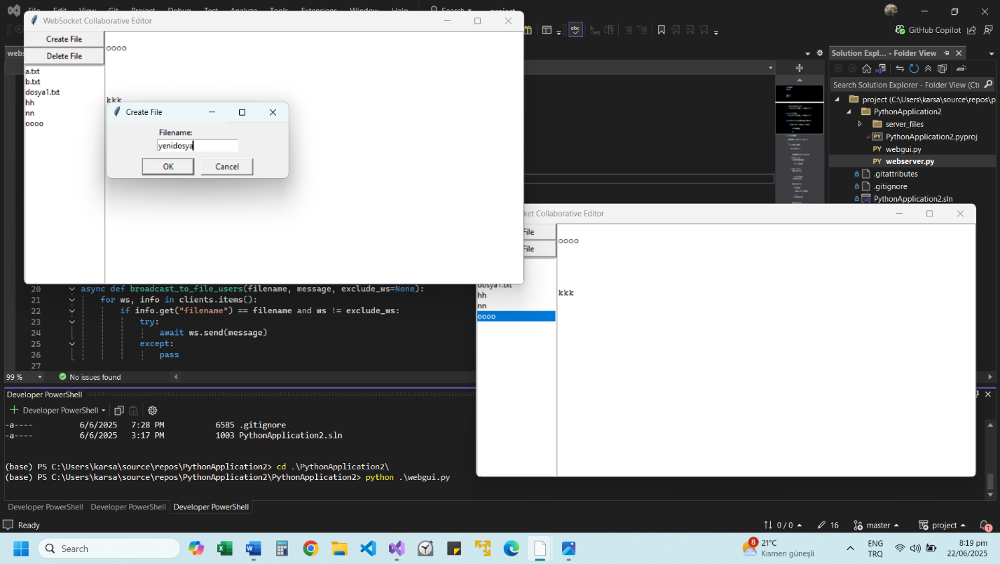 File Edit View Git Project Debug Test Analyze Tools Extensions Window Help Search project
WebSocket Collaborative Editor
Create File
Delete File
a.txt
b.txt
dosya1.txt
hh
nn
oooo
oooo
kkk
Create File
Filename:
yenidosya
OK
Cancel
abc
GitHub Copilot
Solution Expl... - Folder View
Search Solution Explorer - Folder View (Ctr
project (C:\Users\karsa\source\repos\p
PythonApplication2
server_files
PY PythonApplication2.pyproj
PY webgui.py
PY webserver.py
.gitattributes
.gitignore
PythonApplication2.sln
ket Collaborative Editor
File
File
dosya1.txt
hh
nn
oooo
oooo
kkk
20 async def broadcast_to_file_users(filename, message, exclude_ws=None):
21 for ws, info in clients.items():
22 if info.get("filename") == filename and ws != exclude_ws:
23 try:
24 await ws.send(message)
25 except:
26 pass
27
99 % No issues found
Developer PowerShell
Developer PowerShell
-a---- 6/6/2025 7:28 PM 6585 .gitignore
-a---- 6/6/2025 3:17 PM 1003 PythonApplication2.sln
(base) PS C:\Users\karsa\source\repos\PythonApplication2> cd .\PythonApplication2\
(base) PS C:\Users\karsa\source\repos\PythonApplication2\PythonApplication2> python .\webgui.py
Developer PowerShell Developer PowerShell Developer PowerShell
Ready 0 / 0 16 master project 1
Search
8 21°C
Kısmen güneşli
ENG
TRQ
8:19 pm
22/06/2025